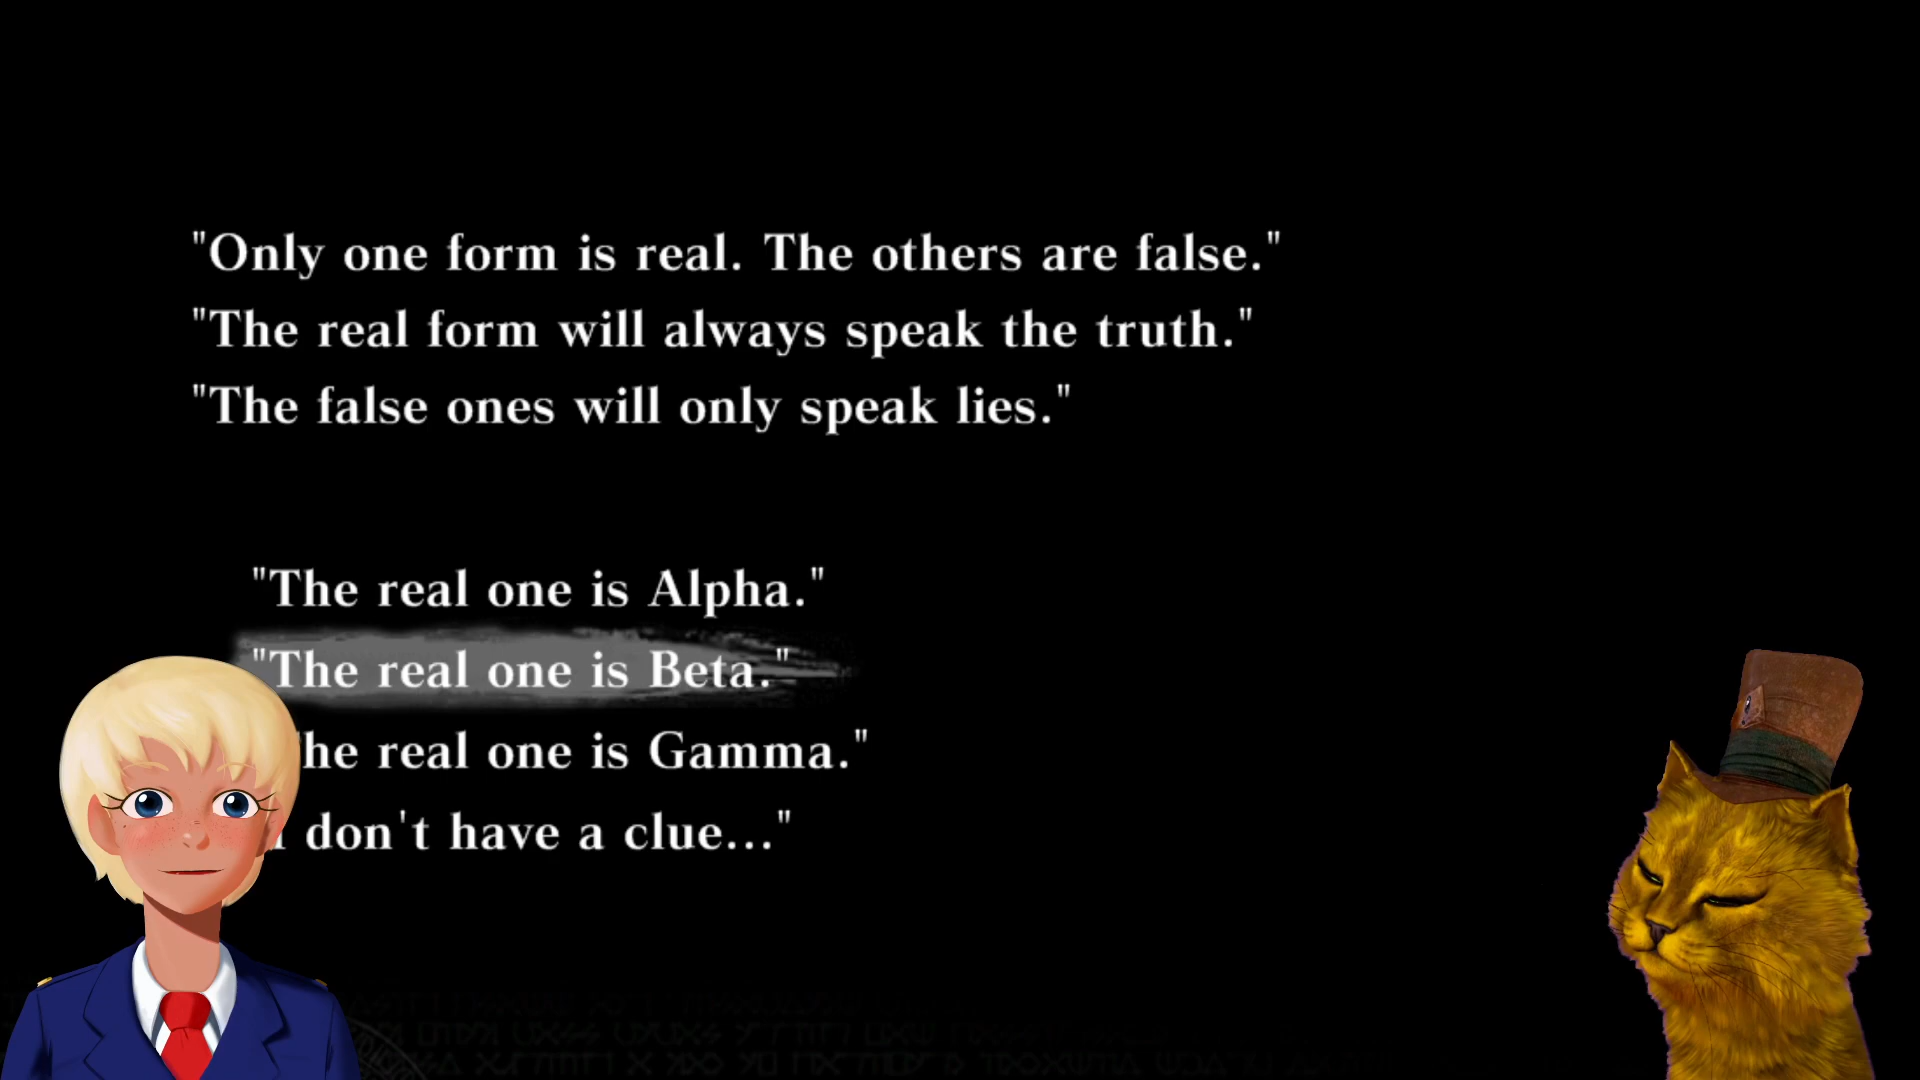 "Only one form is real. The others are false."
"The real form will always speak the truth."
"The false ones will only speak lies."
"The real one is Alpha."
"The real one is Beta."
he real one is Gamma."
don't have a clue..."